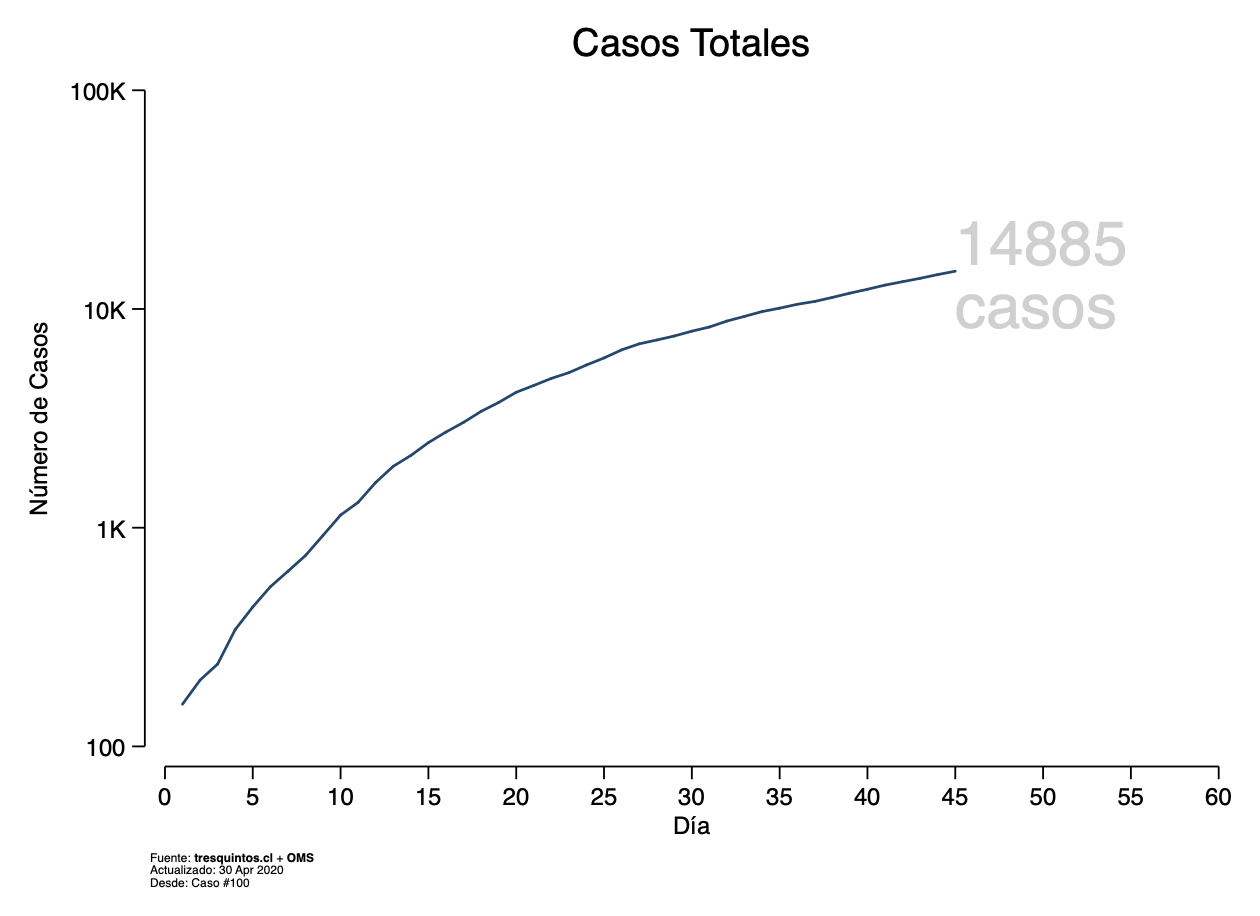 Casos Totales
100K
10K
1K
100
Número de Casos
14885
casos
0 5 10 15 20 25 30 35 40 45 50 55 60
Día
Fuente: tresquintos.cl + OMS
Actualizado: 30 Apr 2020
Desde: Caso #100